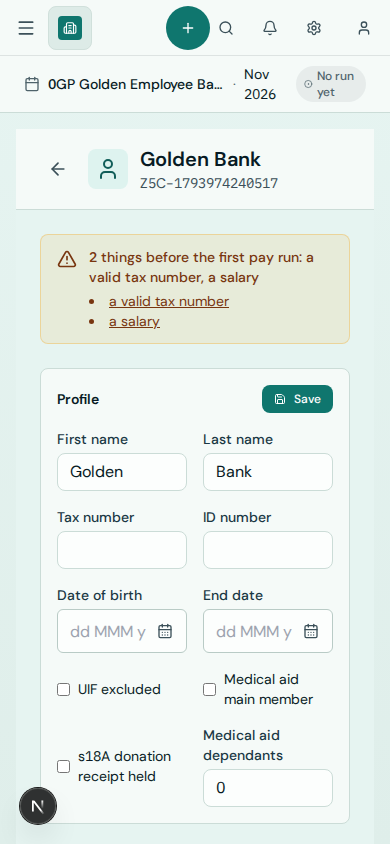 0GP Golden Employee Ba… · Nov 2026
No run yet
Golden Bank
Z5C-1793974240517
2 things before the first pay run: a
valid tax number, a salary
a valid tax number
a salary
Profile
Save
First name
Last name
Golden
Bank
Tax number
ID number
Date of birth
End date
dd MMM y
dd MMM y
UIF excluded
Medical aid
main member
s18A donation
receipt held
Medical aid
dependants
0
N